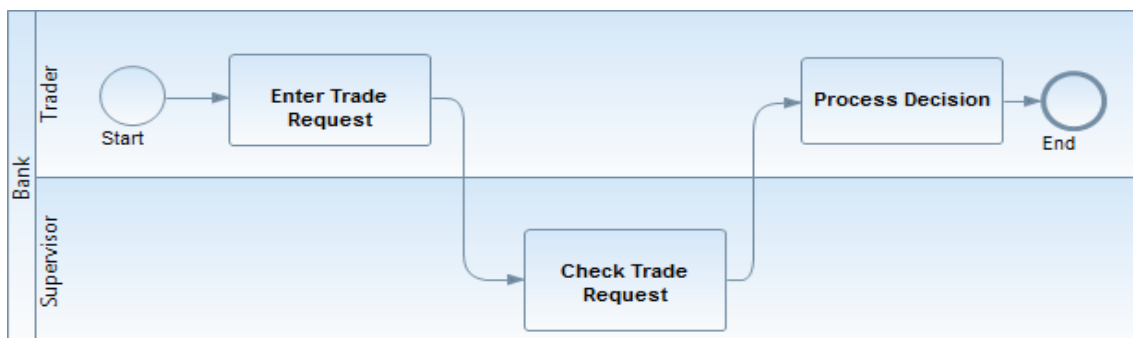 Bank
Trader
Start
Enter Trade
Request
Process Decision
End
Supervisor
Check Trade
Request